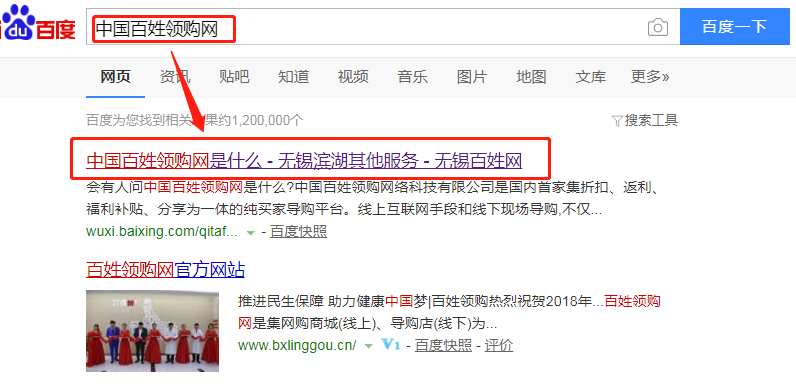 du百度
中国百姓领购网
百度一下
网页 资讯 贴吧 知道 视频 音乐 图片 地图 文库 更多»
百度为您找到相关 果约1,200,000个
搜索工具
中国百姓领购网是什么 - 无锡滨湖其他服务 - 无锡百姓网
会有人问中国百姓领购网是什么?中国百姓领购网网络科技有限公司是国内首家集折扣、返利、
福利补贴、分享为一体的纯买家导购平台。线上互联网手段和线下现场导购,不仅...
wuxi.baixing.com/qitaf... - 百度快照
百姓领购网官方网站
推进民生保障 助力健康中国梦|百姓领购热烈祝贺2018年...百姓领购
网是集网购商城(线上)、导购店(线下)为...
www.bxlinggou.cn/ V1 - 百度快照 - 评价